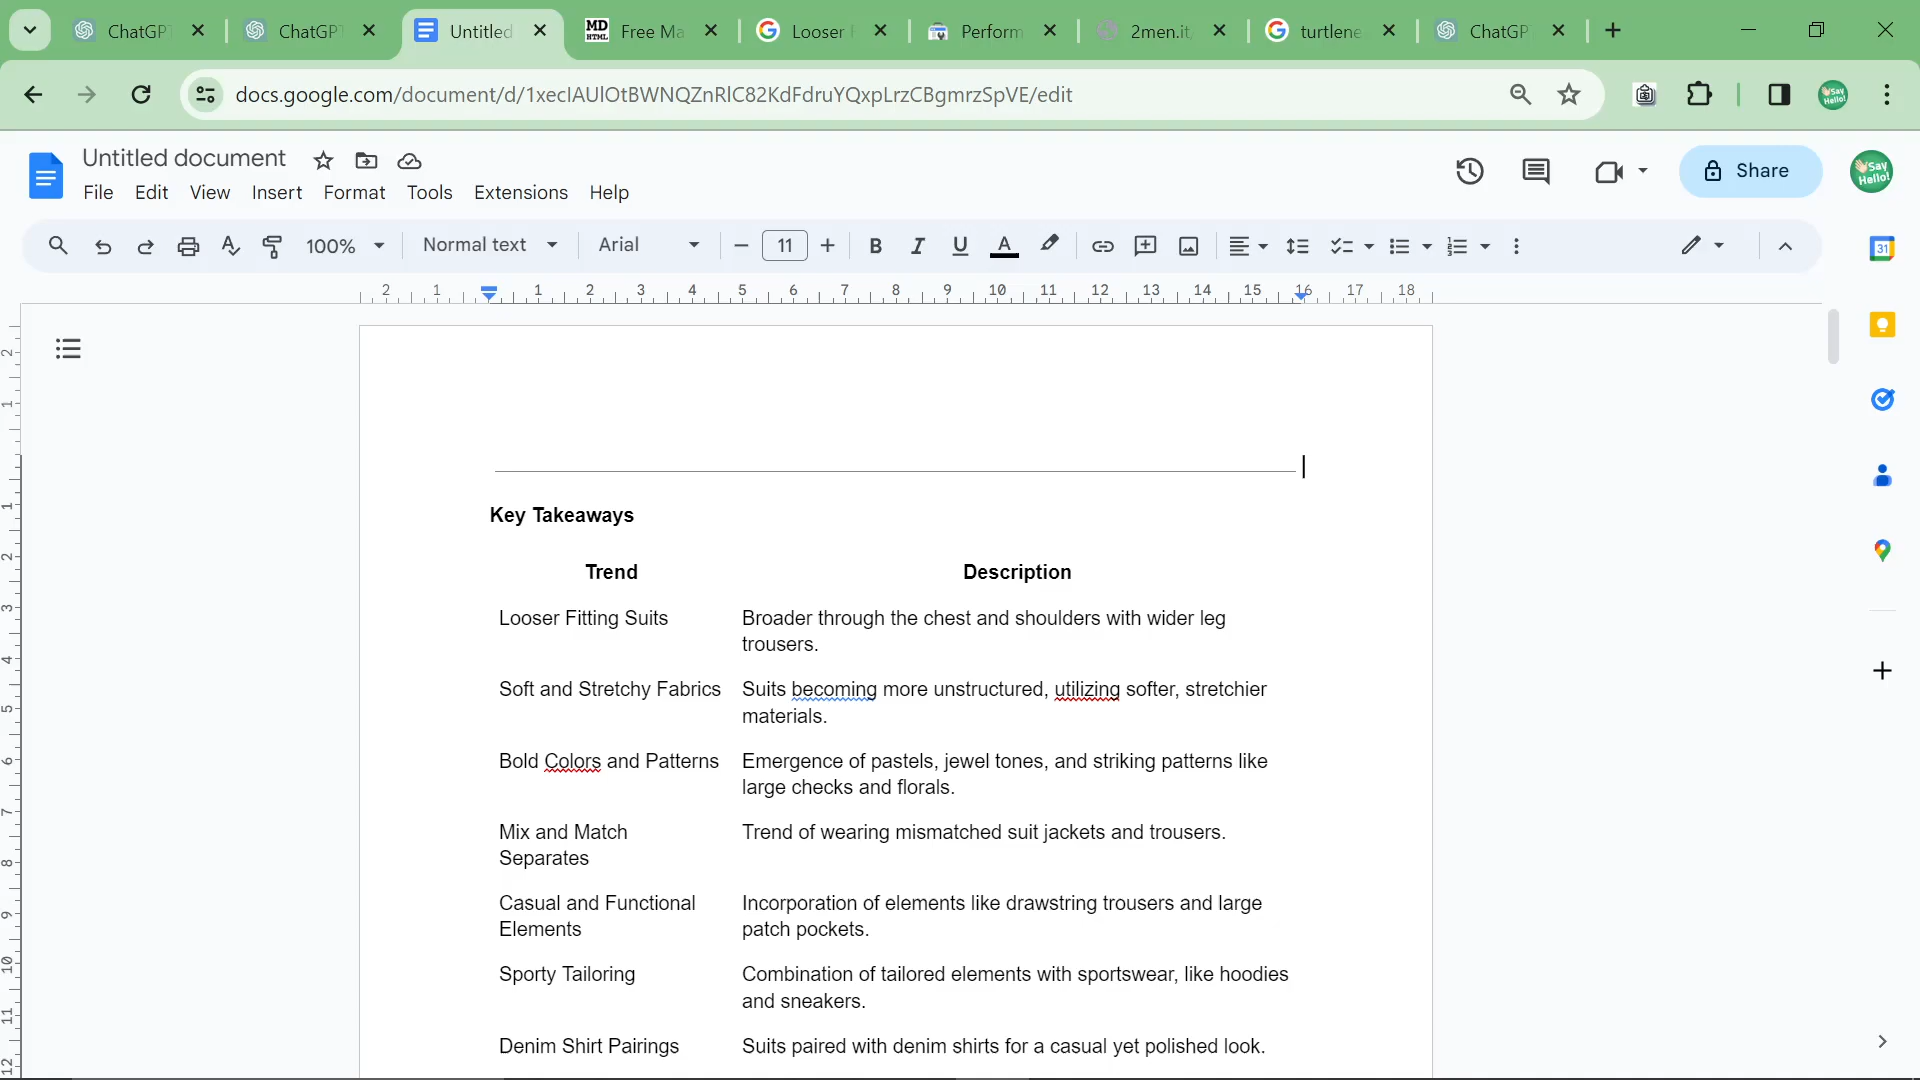 ChatGPT
ChatGPT
Untitled
Free Ma
Looser
Perform
2men.it
turtlene
ChatGP
docs.google.com/document/d/1xecIAUlOtBWNQZnRlC82KdFdruYQxpLrzCBgmrzSpVE/edit
Untitled document
File Edit View Insert Format Tools Extensions Help
Share
Say Hello!
100% Normal text Arial 11
2 1 1 2 3 4 5 6 7 8 9 10 11 12 13 14 15 16 17 18
Key Takeaways
Trend Description
Looser Fitting Suits Broader through the chest and shoulders with wider leg
trousers.
Soft and Stretchy Fabrics Suits becoming more unstructured, utilizing softer, stretchier
materials.
Bold Colors and Patterns Emergence of pastels, jewel tones, and striking patterns like
large checks and florals.
Mix and Match Trend of wearing mismatched suit jackets and trousers.
Separates
Casual and Functional Incorporation of elements like drawstring trousers and large
Elements patch pockets.
Sporty Tailoring Combination of tailored elements with sportswear, like hoodies
and sneakers.
Denim Shirt Pairings Suits paired with denim shirts for a casual yet polished look.